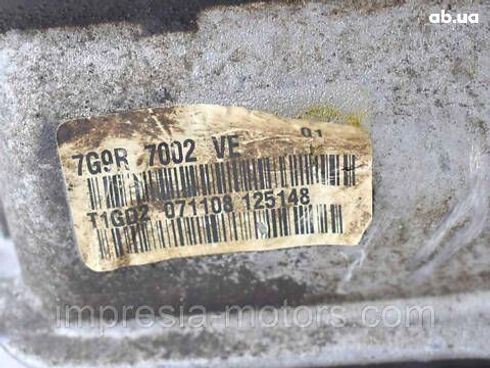 ab.ua
01
7G9R 7002 VE
T1GD2 071108 125148
impresia-motors.com